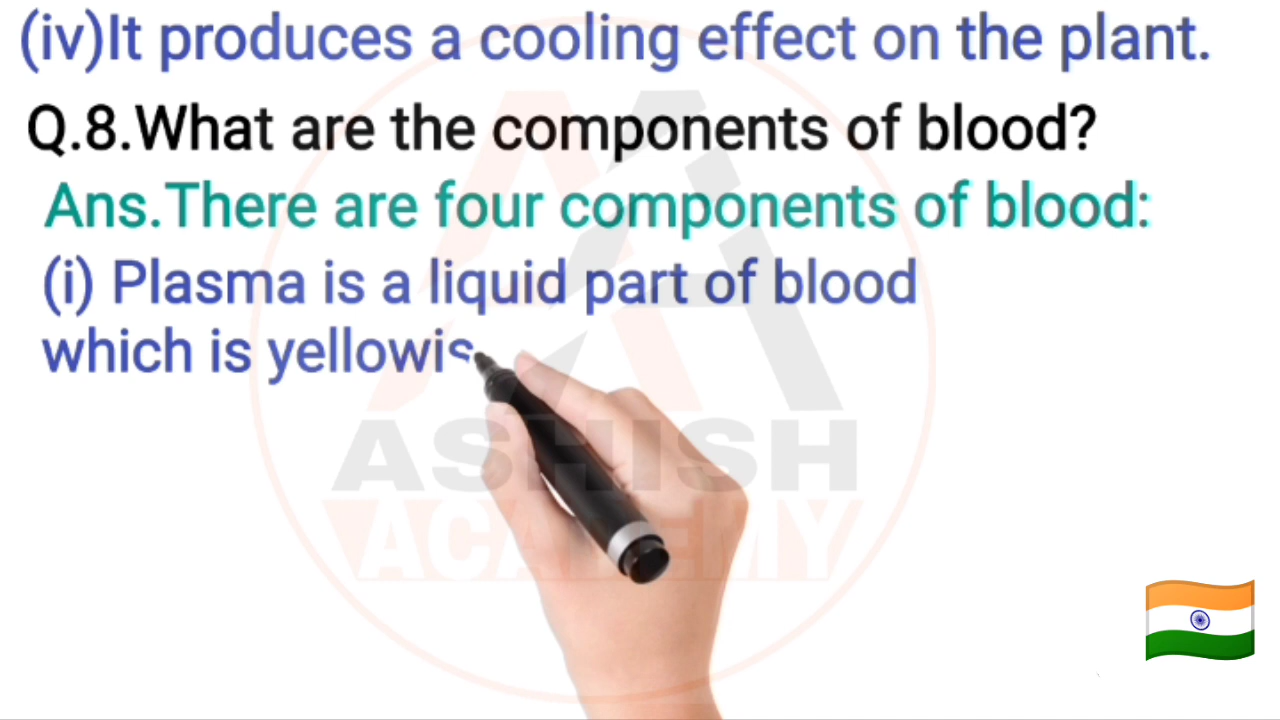 (iv)It produces a cooling effect on the plant.
Q.8.What are the components of blood?
Ans.There are four components of blood:
(i) Plasma is a liquid part of blood
which is yellowis
ASHISH
ACADEMY